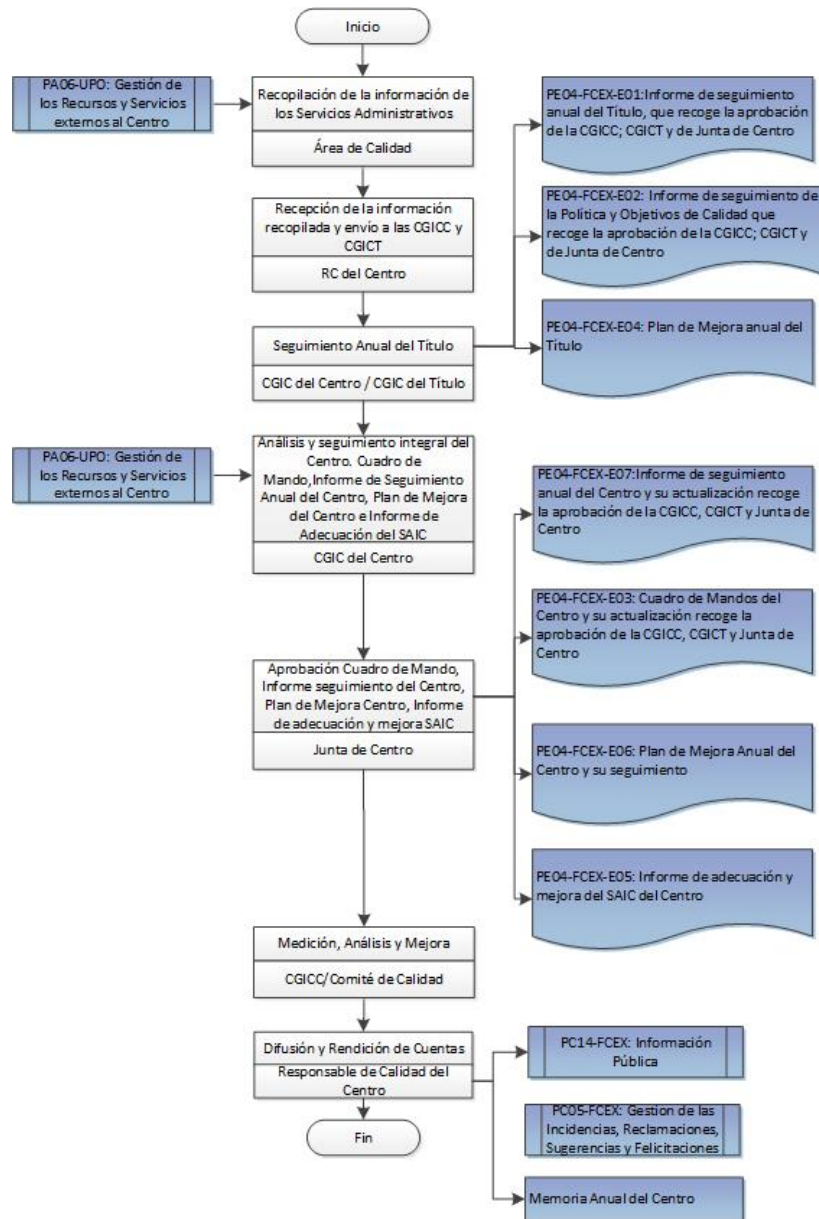 Inicio
PA06-UPO: Gestión de
los Recursos y Servicios
externos al Centro
Recopilación de la información de
los Servicios Administrativos
Área de Calidad
PE04-FCEX-E01:Informe de seguimiento
anual del Título, que recoge la aprobación
de la CGICC; CGICT y de Junta de Centro
Recepción de la información
recopilada y envío a las CGICC y
CGICT
RC del Centro
PE04-FCEX-E02: Informe de seguimiento de
la Política y Objetivos de Calidad que
recoge la aprobación de la CGICC; CGICT y
de Junta de Centro
Seguimiento Anual del Título
CGIC del Centro / CGIC del Título
PE04-FCEX-E04: Plan de Mejora anual del
Título
PA06-UPO: Gestión de
los Recursos y Servicios
externos al Centro
Análisis y seguimiento integral del
Centro. Cuadro de
Mando,Informe de Seguimiento
Anual del Centro, Plan de Mejora
del Centro e Informe de
Adecuación del SAIC
CGIC del Centro
PE04-FCEX-E07:Informe de seguimiento
anual del Centro y su actualización recoge
la aprobación de la CGICC, CGICT y Junta de
Centro
PE04-FCEX-E03: Cuadro de Mandos del
Centro y su actualización recoge la
aprobación de la CGICC, CGICT y Junta de
Centro
Aprobación Cuadro de Mando,
Informe seguimiento del Centro,
Plan de Mejora Centro, Informe
de adecuación y mejora SAIC
Junta de Centro
PE04-FCEX-E06: Plan de Mejora Anual del
Centro y su seguimiento
PE04-FCEX-E05: Informe de adecuación y
mejora del SAIC del Centro
Medición, Análisis y Mejora
CGICC/Comité de Calidad
Difusión y Rendición de Cuentas
Responsable de Calidad del
Centro
PC14-FCEX: Información
Pública
PC05-FCEX: Gestion de las
Incidencias, Reclamaciones,
Sugerencias y Felicitaciones
Fin
Memoria Anual del Centro